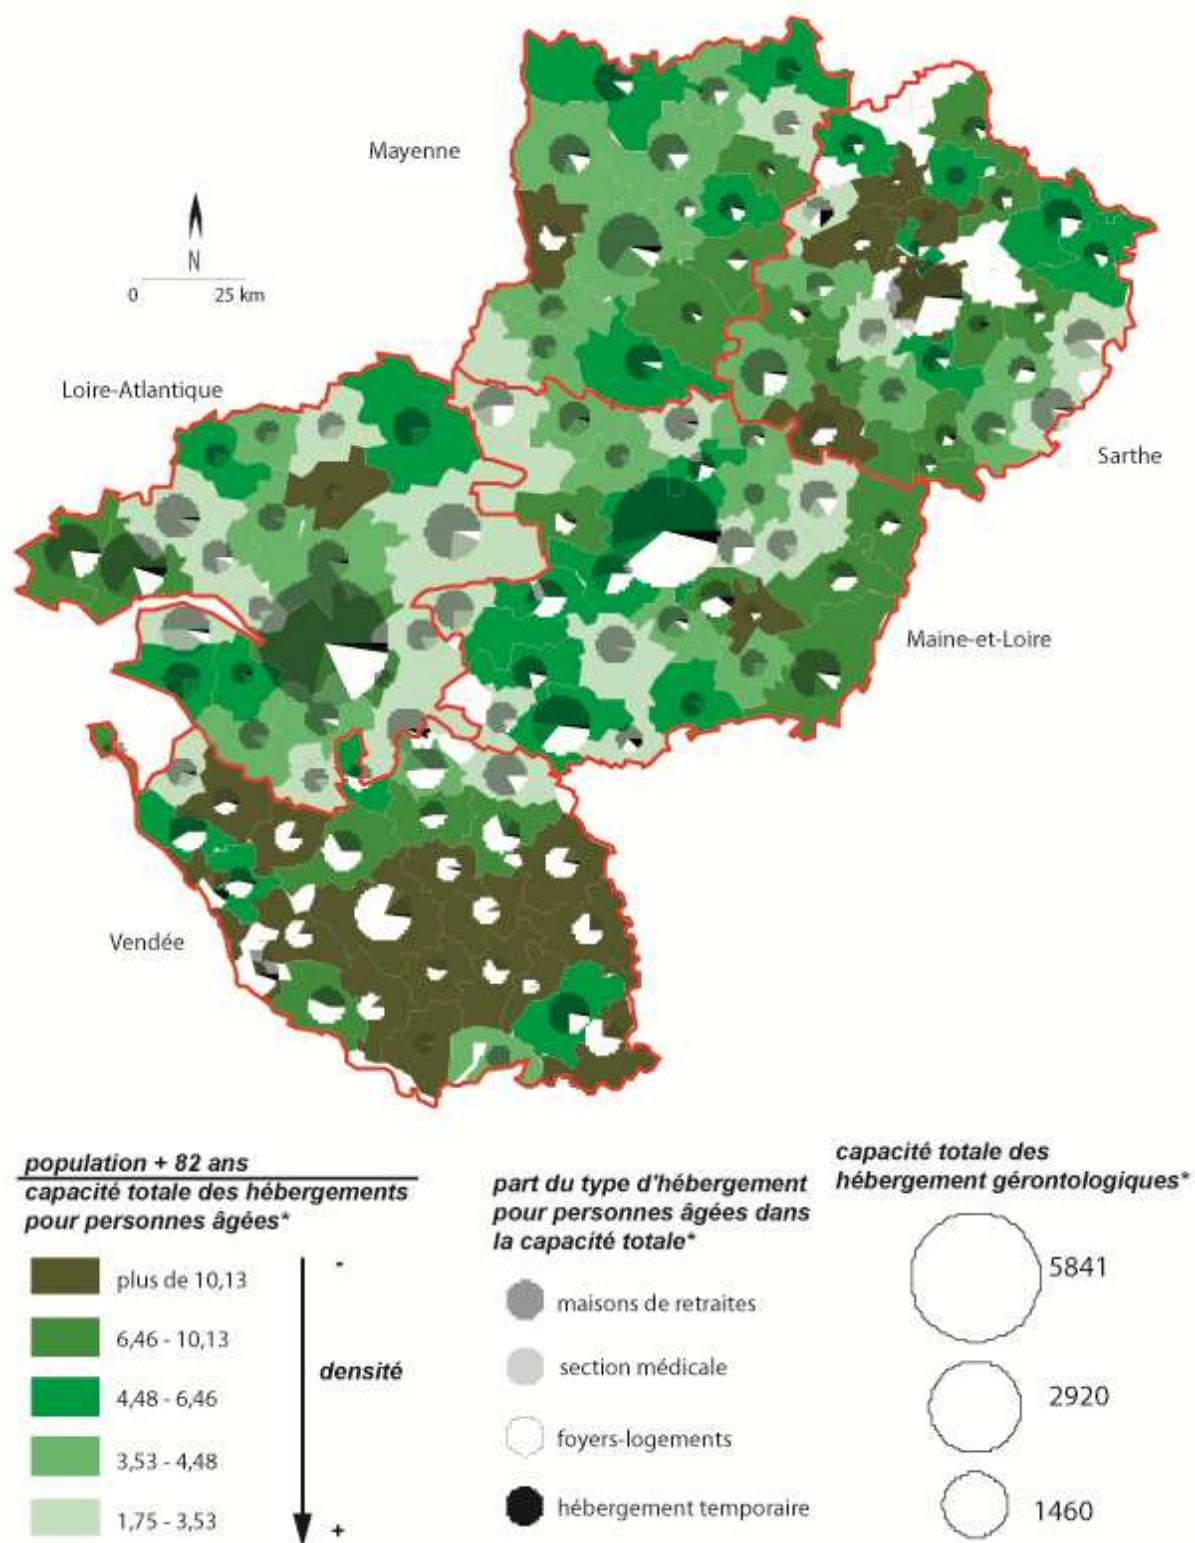 Mayenne
N
0 25 km
Loire-Atlantique
Sarthe
Maine-et-Loire
Vendée
population + 82 ans
capacité totale des hébergements
pour personnes âgées*
plus de 10,13
6,46 - 10,13
4,48 - 6,46
3,53 - 4,48
1,75 - 3,53
-
densité
+
part du type d'hébergement
pour personnes âgées dans
la capacité totale*
maisons de retraites
section médicale
foyers-logements
hébergement temporaire
capacité totale des
hébergement gérontologiques*
5841
2920
1460